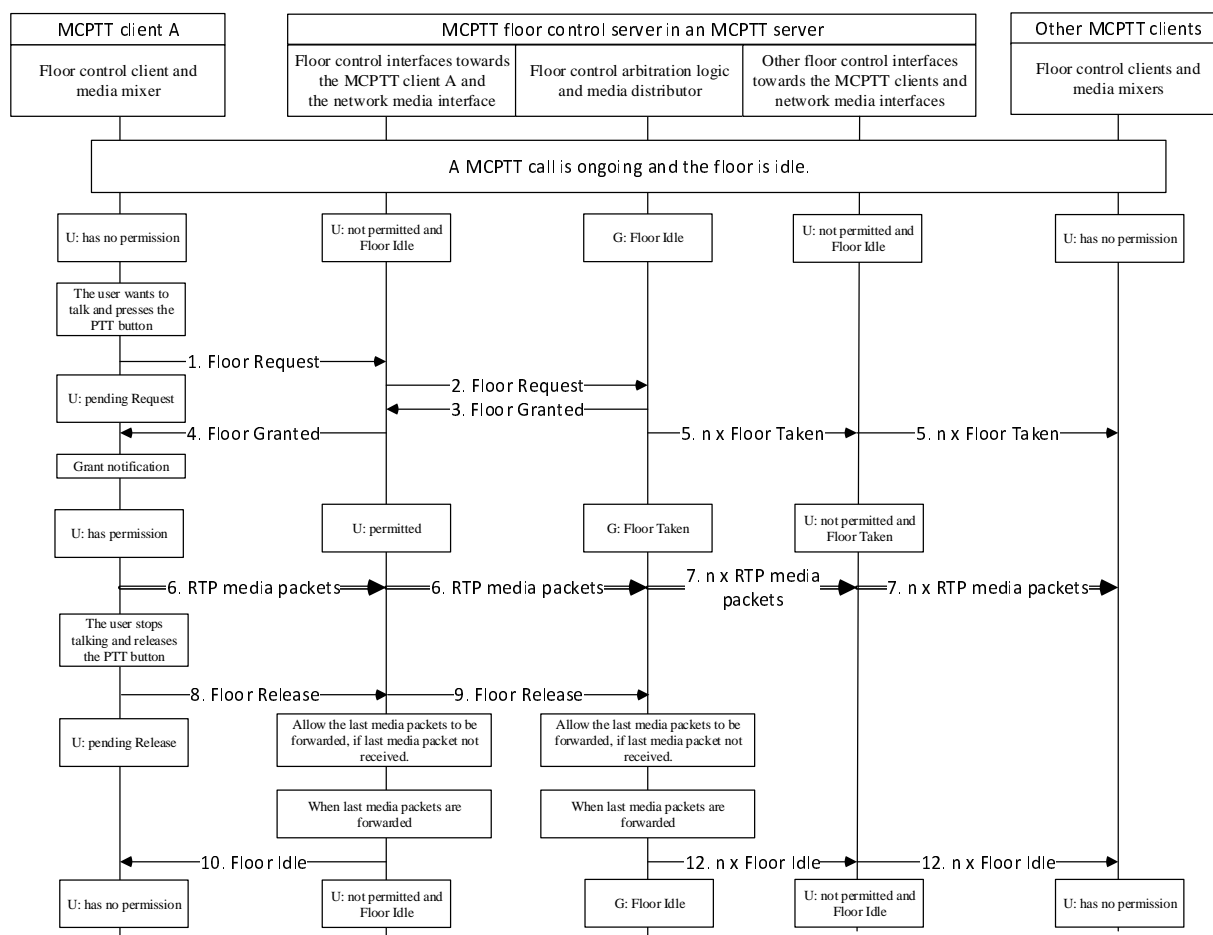 MCPTT client A
MCPTT floor control server in an MCPTT server
Other MCPTT clients
Floor control client and
media mixer
Floor control interfaces towards
the MCPTT client A and
the network media interface
Floor control arbitration logic
and media distributor
Other floor control interfaces
towards the MCPTT clients and
network media interfaces
Floor control clients and
media mixers
A MCPTT call is ongoing and the floor is idle.
U: has no permission
U: not permitted and
Floor Idle
G: Floor Idle
U: not permitted and
Floor Idle
U: has no permission
The user wants to
talk and presses the
PTT button
1. Floor Request
2. Floor Request
U: pending Request
3. Floor Granted
4. Floor Granted
5. n x Floor Taken
5. n x Floor Taken
Grant notification
U: has permission
U: permitted
G: Floor Taken
U: not permitted and
Floor Taken
6. RTP media packets
6. RTP media packets
7. n x RTP media
packets
7. n x RTP media packets
The user stops
talking and releases
the PTT button
8. Floor Release
9. Floor Release
U: pending Release
Allow the last media packets to be
forwarded, if last media packet not
received.
Allow the last media packets to be
forwarded, if last media packet not
received.
When last media packets are
forwarded
When last media packets are
forwarded
10. Floor Idle
12. n x Floor Idle
12. n x Floor Idle
U: has no permission
U: not permitted and
Floor Idle
G: Floor Idle
U: not permitted and
Floor Idle
U: has no permission